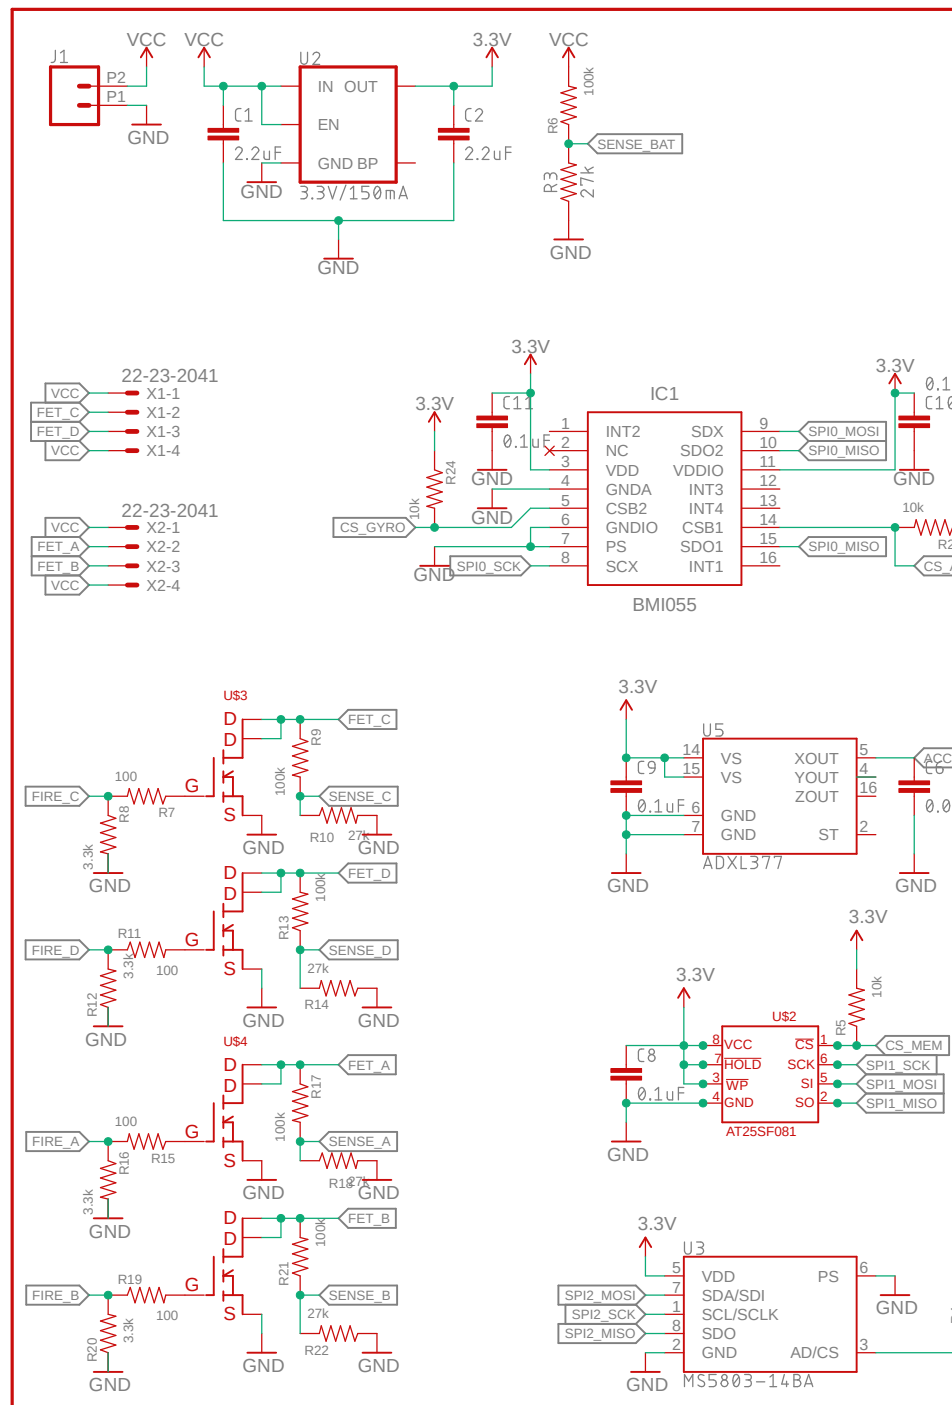 J1
VCC
P2
P1
GND
VCC
U2
3.3V
IN OUT
EN
GND BP
C1
2.2uF
C2
2.2uF
GND
3.3V/150mA
GND
VCC
100k
R6
SENSE_BAT
R3
27k
GND
22-23-2041
VCC X1-1
FET_C X1-2
FET_D X1-3
VCC X1-4
22-23-2041
VCC X2-1
FET_A X2-2
FET_B X2-3
VCC X2-4
3.3V
3.3V
C11
0.1uF
GND
GND
R24
10k
CS_GYRO
GND
SPI0_SCK
IC1
1 INT2
2 NC
3 VDD
4 GNDA
5 CSB2
6 GNDIO
7 PS
8 SCX
SDX 9
SDO2 10
VDDIO 11
INT3 12
INT4 13
CSB1 14
SDO1 15
INT1 16
BMI055
SPI0_MOSI
SPI0_MISO
SPI0_MISO
3.3V
0.1
C10
GND
10k
R2
CS_A
U$3
D
D
G
S
FET_C
R9
100k
SENSE_C
R10
27k
GND
GND
FIRE_C
100
R7
R8
3.3k
GND
D
D
G
S
FET_D
100k
R13
SENSE_D
27k
R14
GND
GND
FIRE_D
R11
100
3.3k
R12
GND
U$4
D
D
G
S
FET_A
R17
100k
SENSE_A
R18
27k
GND
GND
FIRE_A
100
R15
R16
3.3k
GND
D
D
G
S
FET_B
100k
R21
SENSE_B
27k
R22
GND
GND
FIRE_B
R19
100
3.3k
R20
GND
3.3V
U5
C9
0.1uF
14 VS
15 VS
6 GND
7 GND
XOUT 5
YOUT 4
ZOUT 16
ST 2
ADXL377
GND
ACC
C6
0.0
GND
3.3V
10k
R5
3.3V
U$2
C8
0.1uF
8 VCC
7 HOLD
3 WP
4 GND
CS 1
SCK 6
SI 5
SO 2
AT25SF081
CS_MEM
SPI1_SCK
SPI1_MOSI
SPI1_MISO
GND
3.3V
U3
SPI2_MOSI
SPI2_SCK
SPI2_MISO
5 VDD
7 SDA/SDI
1 SCL/SCLK
8 SDO
2 GND
PS 6
AD/CS 3
GND
GND
MS5803-14BA